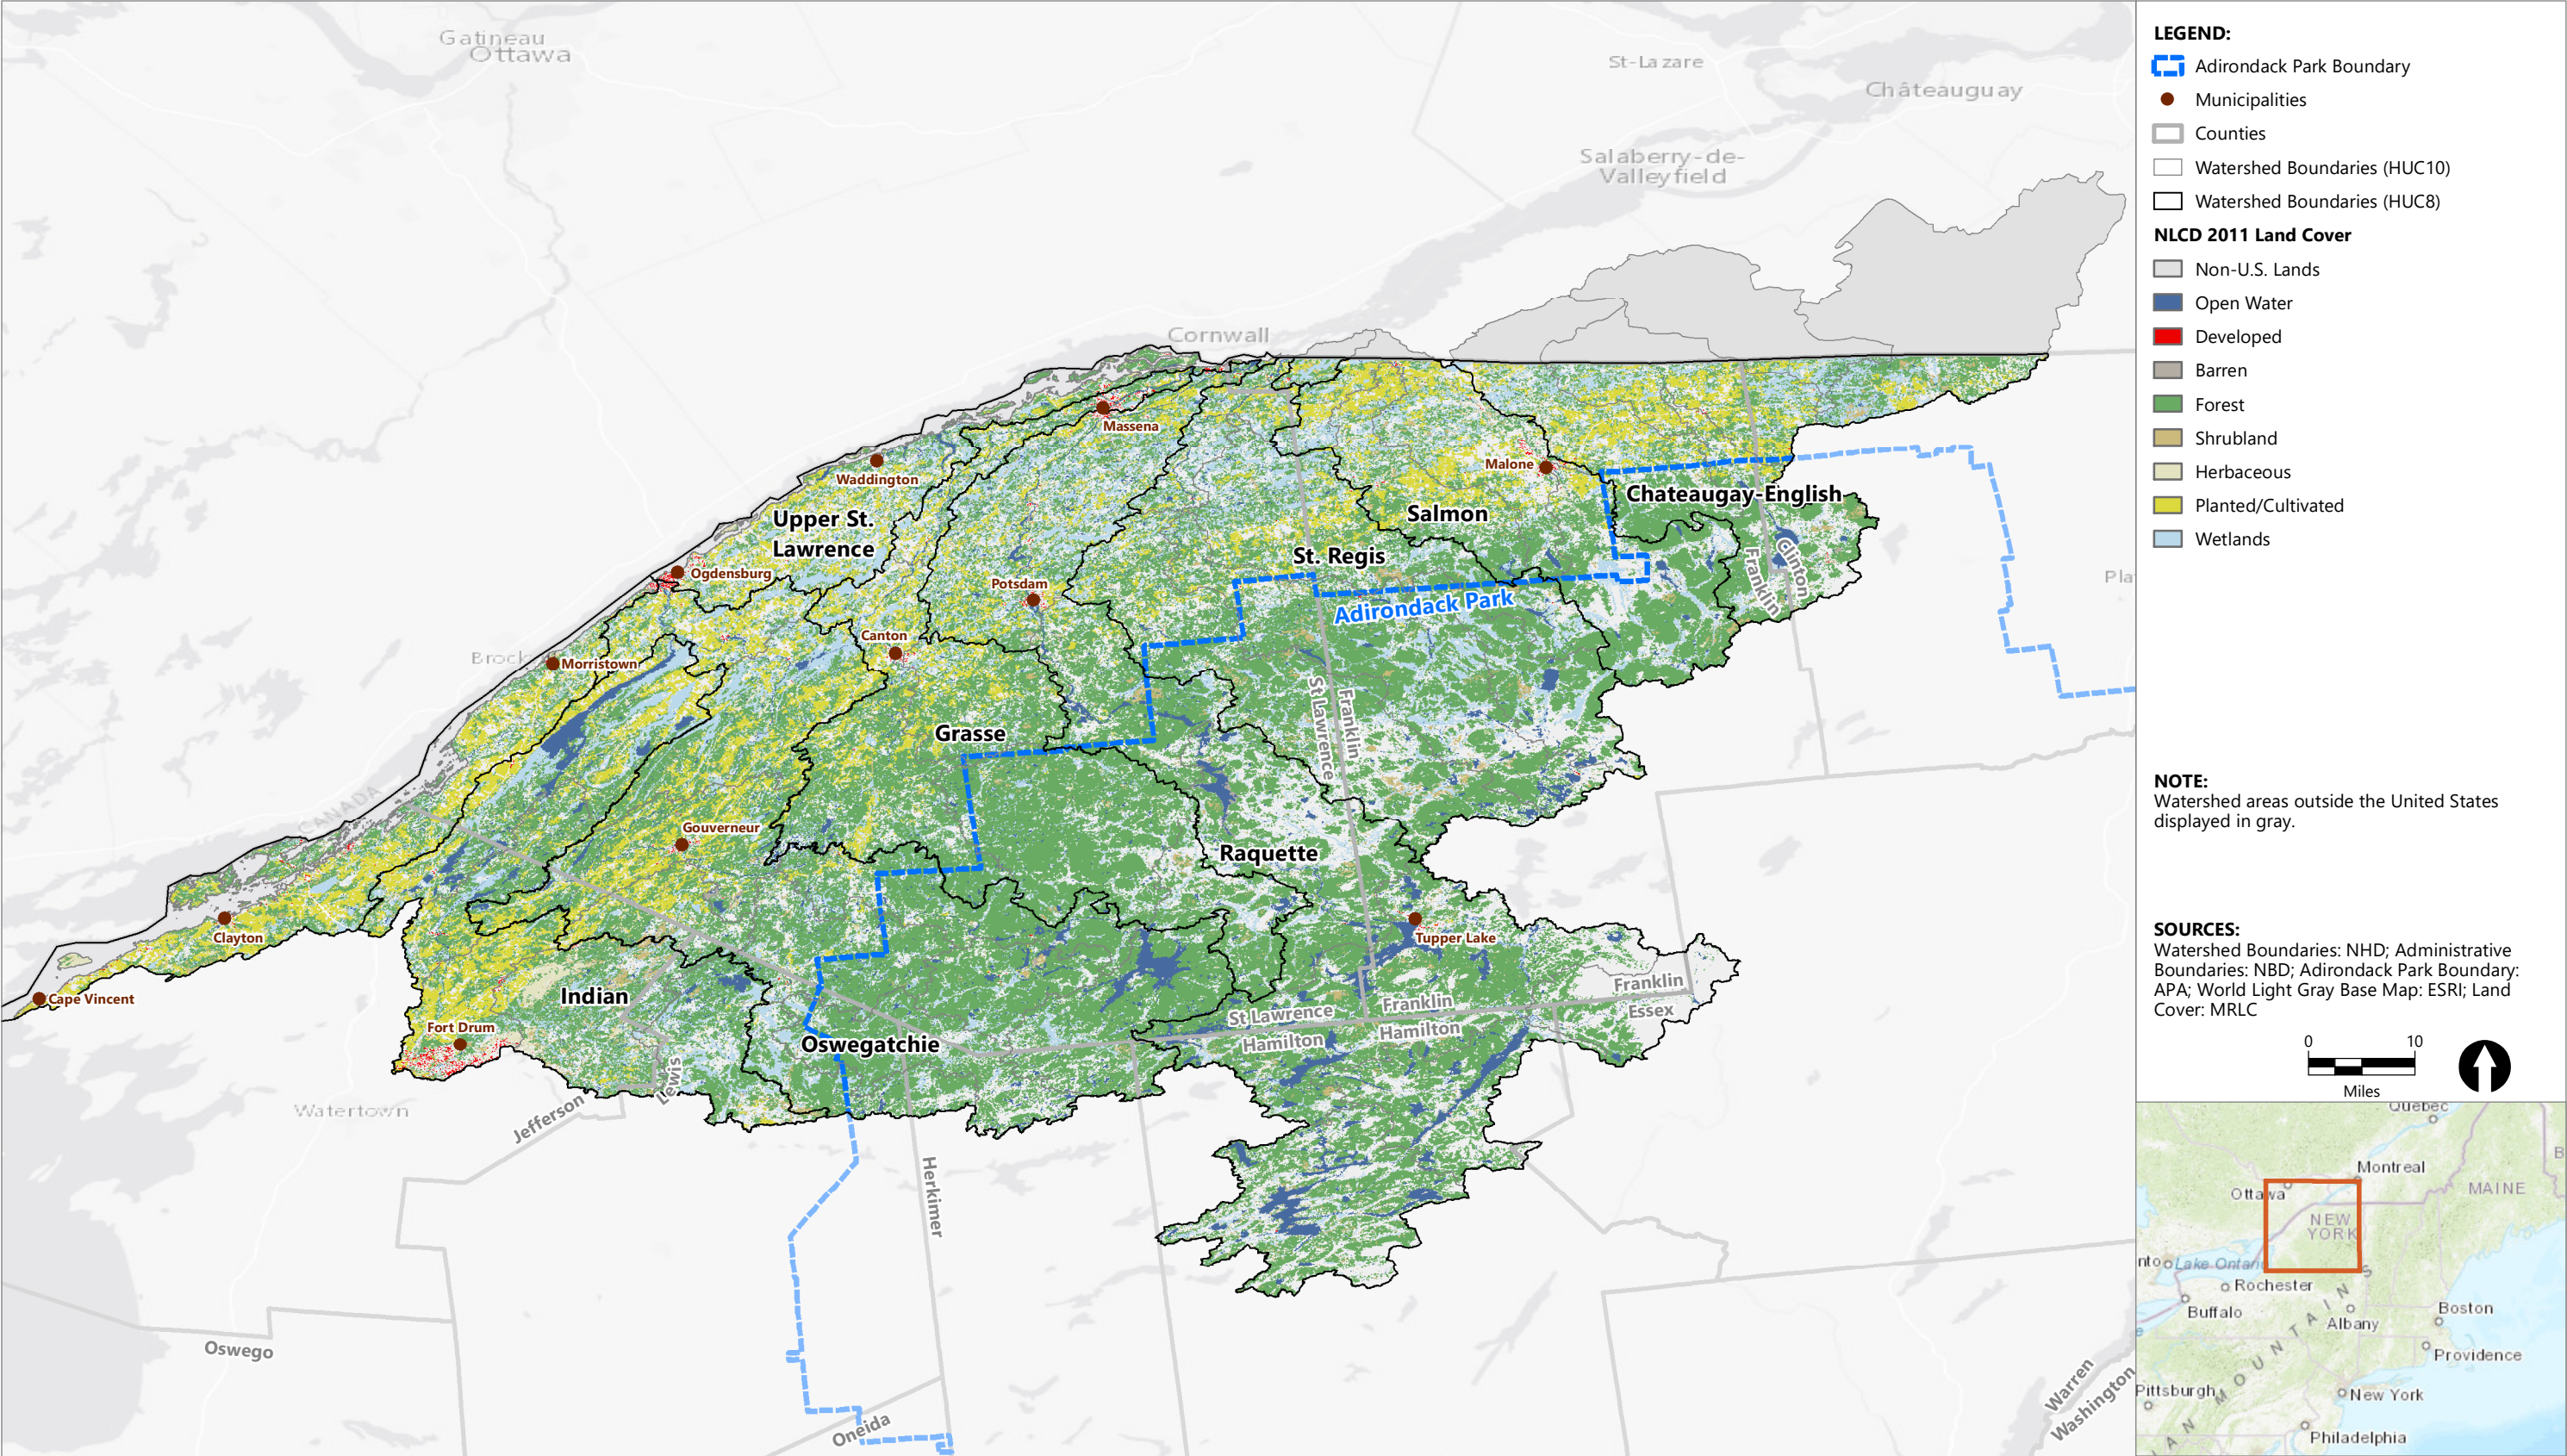 Gatineau
Ottawa
St-Lazare
Châteauguay
Salaberry-de-
Valleyfield
Cornwall
Massena
Waddington
Malone
Chateaugay-English
Salmon
Upper St.
Lawrence
St. Regis
Clinton
Franklin
Ogdensburg
Potsdam
Adirondack Park
Canton
Morristown
St Lawrence
Franklin
Grasse
CANADA
Gouverneur
Raquette
Clayton
Tupper Lake
Cape Vincent
Indian
Franklin
Essex
Franklin
St Lawrence
Hamilton
Hamilton
Fort Drum
Oswegatchie
Lewis
Jefferson
Watertown
Herkimer
Oswego
Oneida
Warren
Washington
LEGEND:
Adirondack Park Boundary
Municipalities
Counties
Watershed Boundaries (HUC10)
Watershed Boundaries (HUC8)
NLCD 2011 Land Cover
Non-U.S. Lands
Open Water
Developed
Barren
Forest
Shrubland
Herbaceous
Planted/Cultivated
Wetlands
NOTE:
Watershed areas outside the United States
displayed in gray.
SOURCES:
Watershed Boundaries: NHD; Administrative
Boundaries: NBD; Adirondack Park Boundary:
APA; World Light Gray Base Map: ESRI; Land
Cover: MRLC
0 10
Miles
Quebec
Montreal
Ottawa
MAINE
NEW
YORK
Lake Ontario
Rochester
Buffalo
Albany
Boston
Providence
Pittsburgh
New York
Philadelphia
MOUNTAINS